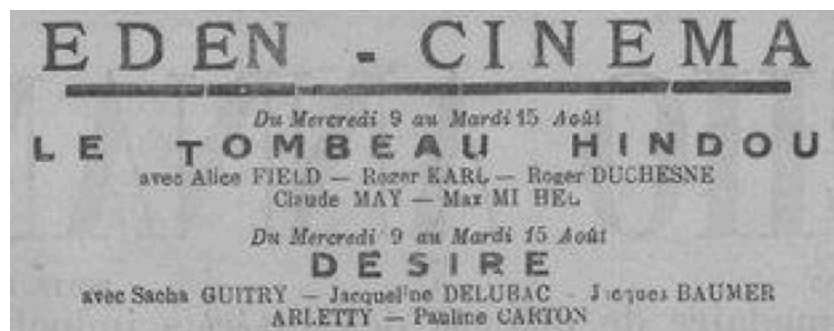 EDEN - CINEMA
Du Mercredi 9 au Mardi 15 Août
LE TOMBEAU HINDOU
avec Alice FIELD — Roger KARL — Roger DUCHESNE
Claude MAY — Max MI HEL
Du Mercredi 9 au Mardi 15 Août
DESIRE
avec Sacha GUITRY — Jacqueline DELUBAC - Jacques BAUMER
ARLETTY — Pauline CARTON